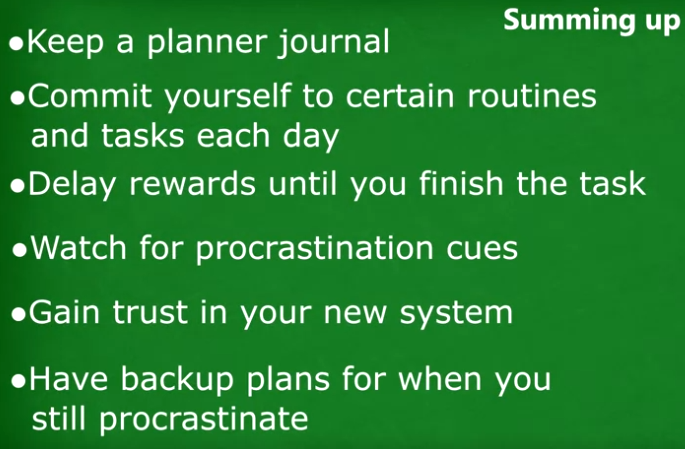 Summing up
●Keep a planner journal
●Commit yourself to certain routines
and tasks each day
●Delay rewards until you finish the task
●Watch for procrastination cues
●Gain trust in your new system
●Have backup plans for when you
still procrastinate